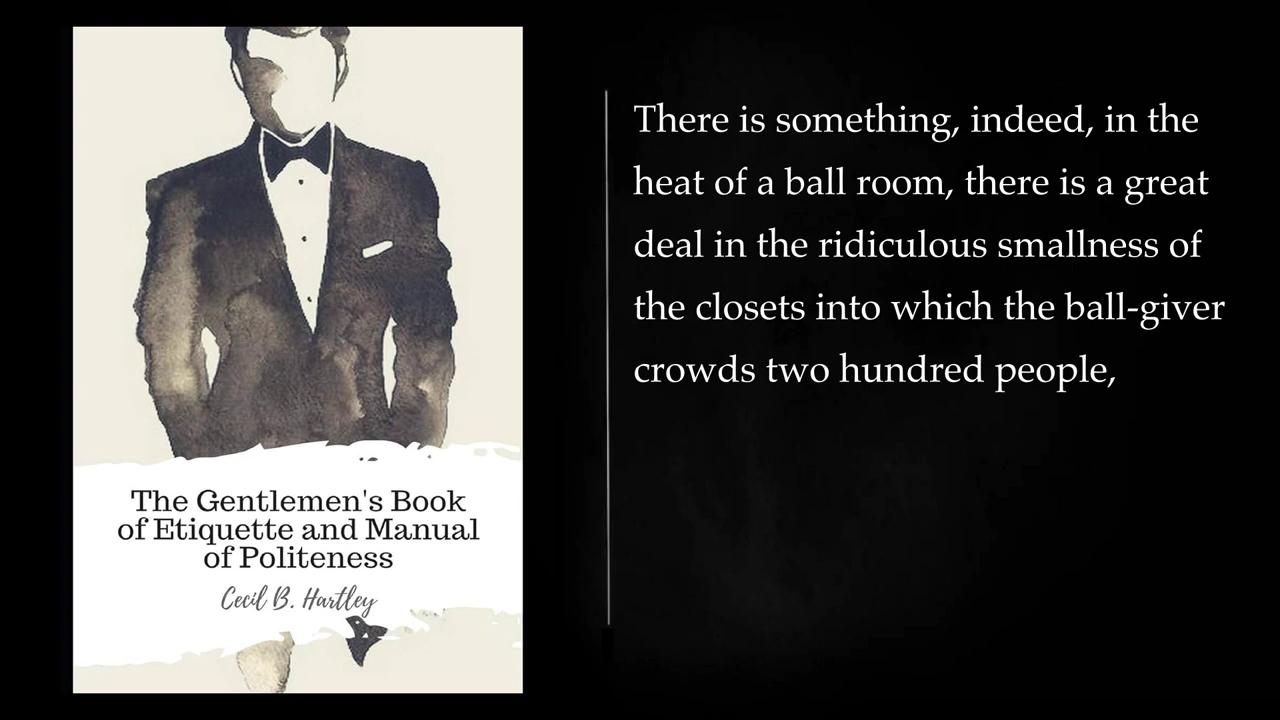 The Gentlemen's Book
of Etiquette and Manual
of Politeness
Cecil B. Hartley
There is something, indeed, in the
heat of a ball room, there is a great
deal in the ridiculous smallness of
the closets into which the ball-giver
crowds two hundred people,